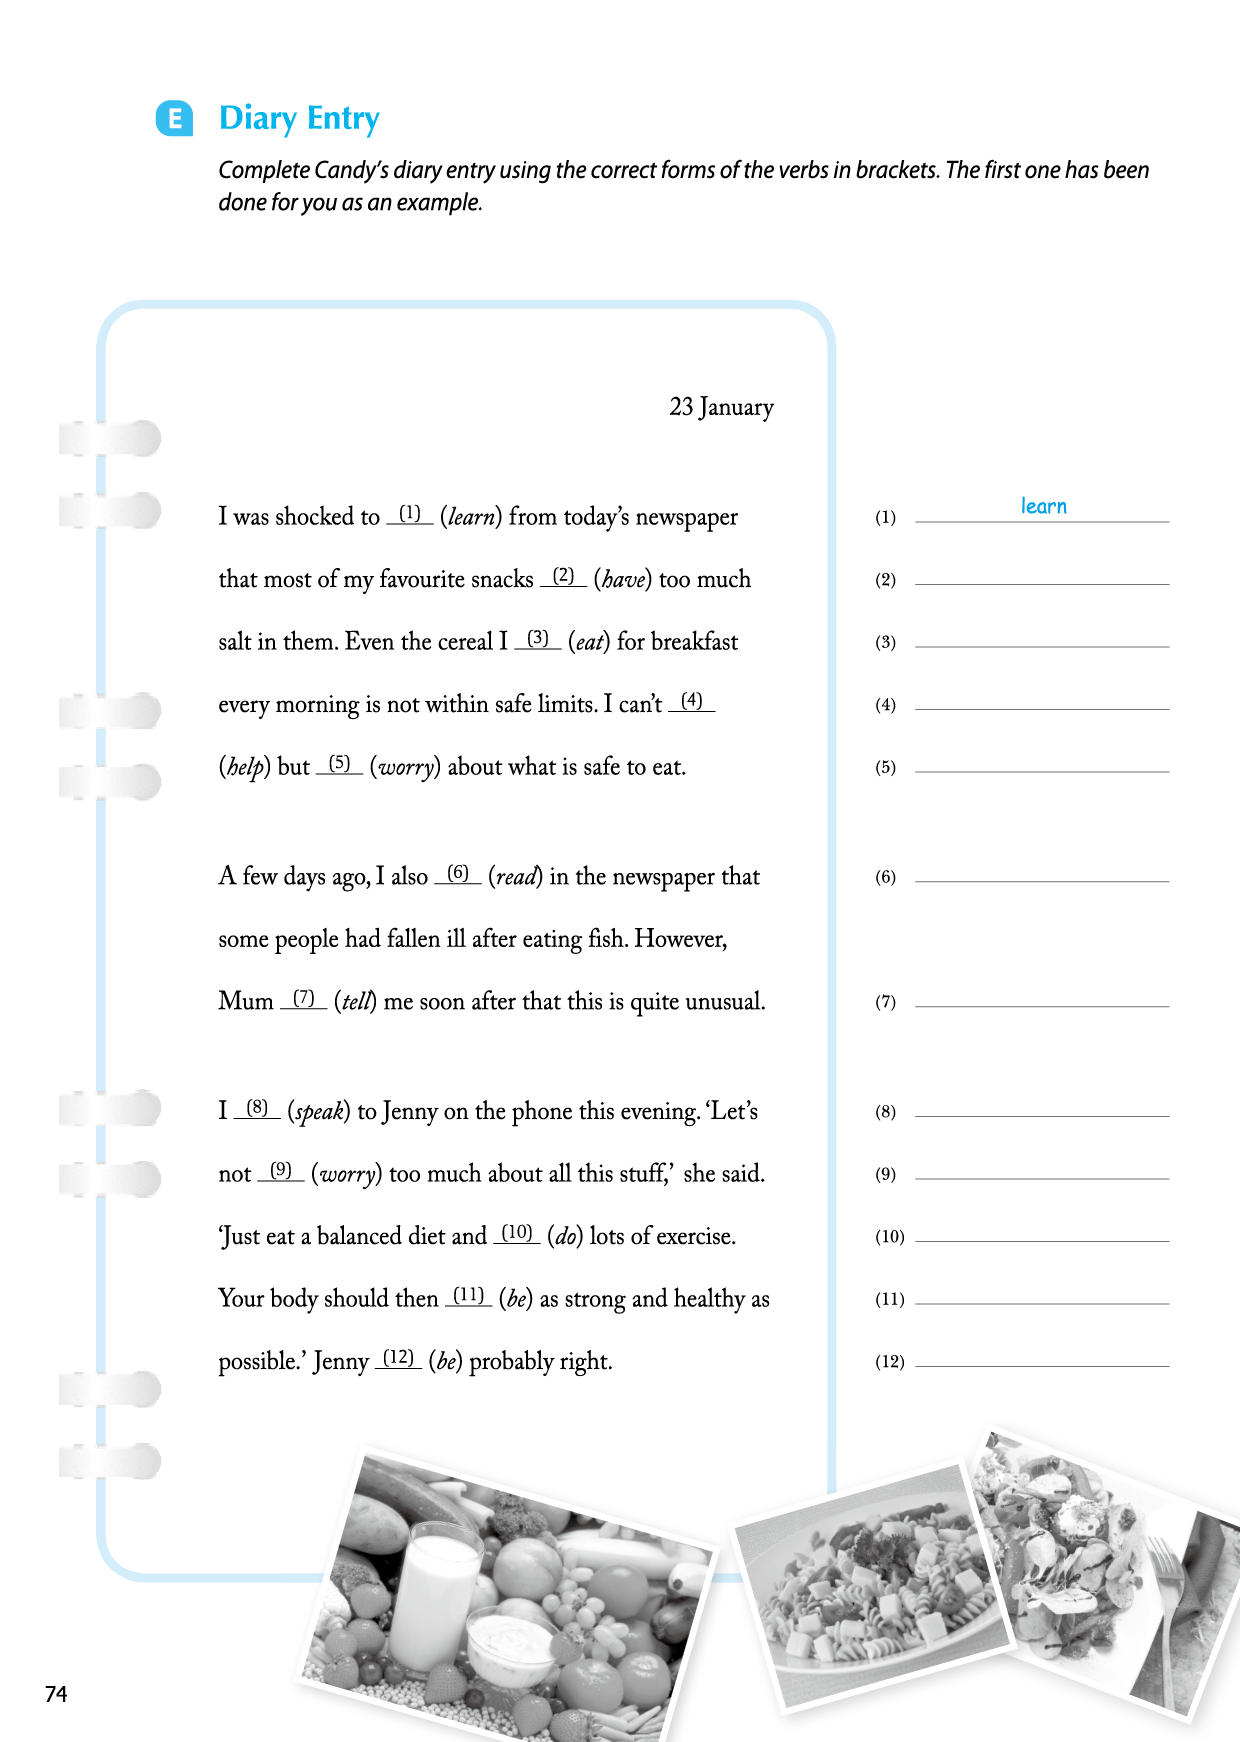 E Diary Entry
Complete Candy's diary entry using the correct forms of the verbs in brackets. The first one has been
done for you as an example.
23 January
I was shocked to (1) (learn) from today's newspaper
(1) learn
that most of my favourite snacks (2) (have) too much
(2)
salt in them. Even the cereal I (3) (eat) for breakfast
(3)
every morning is not within safe limits. I can't (4)
(4)
(help) but (5) (worry) about what is safe to eat.
(5)
A few days ago, I also (6) (read) in the newspaper that
(6)
some people had fallen ill after eating fish. However,
Mum (7) (tell) me soon after that this is quite unusual.
(7)
I (8) (speak) to Jenny on the phone this evening. 'Let's
(8)
not (9) (worry) too much about all this stuff,' she said.
(9)
'Just eat a balanced diet and (10) (do) lots of exercise.
(10)
Your body should then (11) (be) as strong and healthy as
(11)
possible.' Jenny (12) (be) probably right.
(12)
74